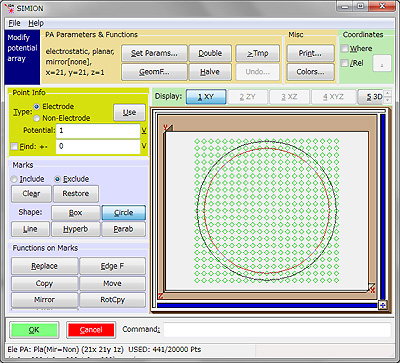 SIMION
File Help
Modify potential array
PA Parameters & Functions
electrostatic, planar,
mirror[none],
x=21, y=21, z=1
Set Params...
Double
>Tmp
GeomF...
Halve
Undo...
Misc
Print...
Colors...
Coordinates
Where
/Rel
Point Info
Type:
Electrode
Non-Electrode
Use
Potential: 1 V
Find: +- 0 V
Marks
Include
Exclude
Clear
Restore
Shape:
Box
Circle
Line
Hyperb
Parab
Functions on Marks
Replace
Edge F
Copy
Move
Mirror
RotCpy
Display:
1 XY
2 ZY
3 XZ
4 XYZ
5 3D
OK
Cancel
Command:
Ele PA: Pla(Mir=Non) (21x 21y 1z) USED: 441/20000 Pts